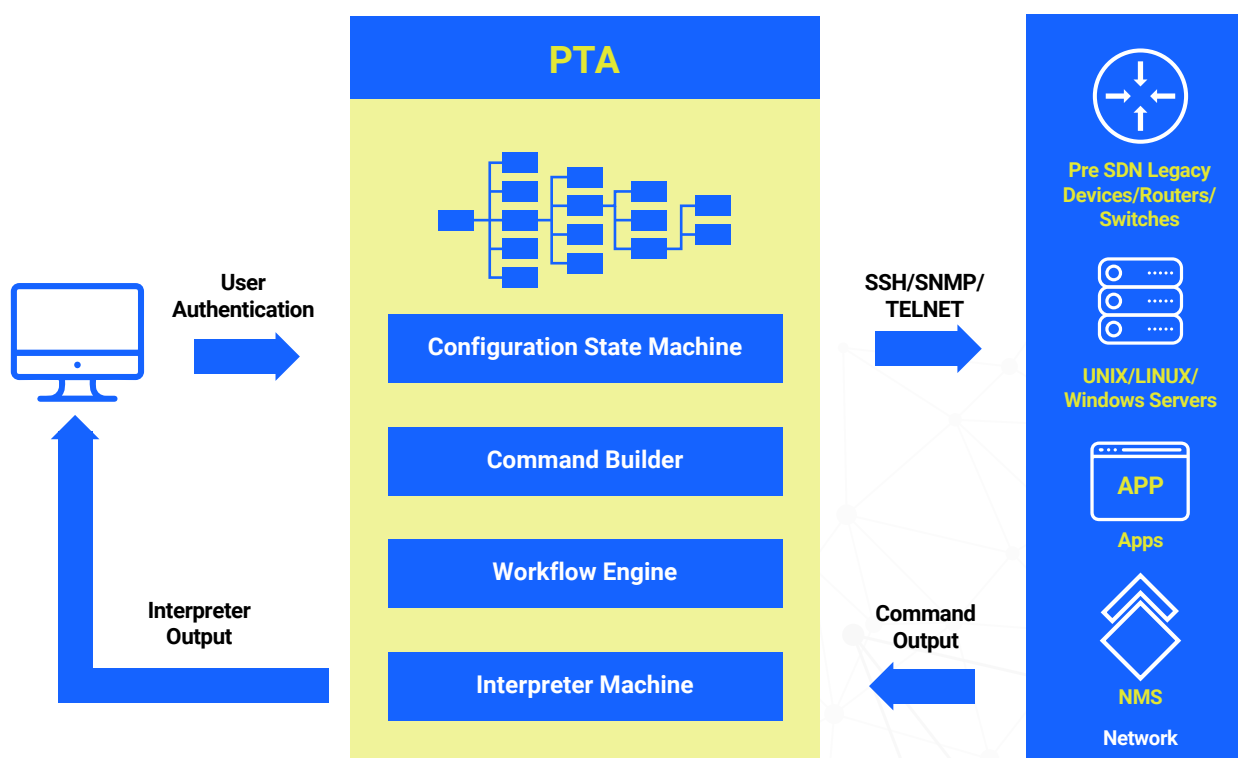 PTA
User
Authentication
Configuration State Machine
Command Builder
Workflow Engine
Interpreter Machine
Interpreter
Output
SSH/SNMP/
TELNET
Command
Output
Pre SDN Legacy
Devices/Routers/
Switches
UNIX/LINUX/
Windows Servers
APP
Apps
NMS
Network